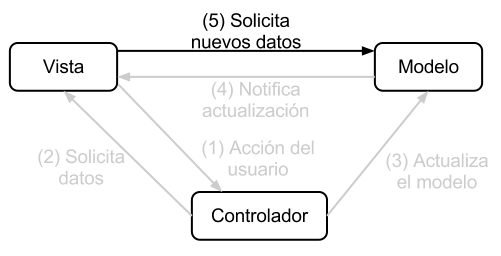 (5) Solicita
nuevos datos
Vista
Modelo
(4) Notifica
actualización
(2) Solicita
datos
(1) Acción del
usuario
(3) Actualiza
el modelo
Controlador